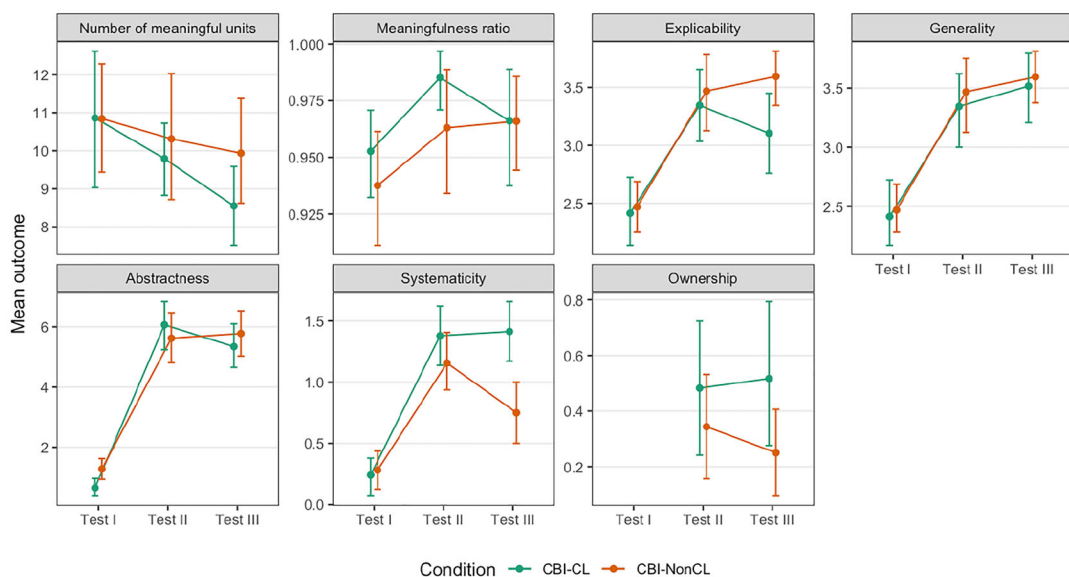 Number of meaningful units
Meaningfulness ratio
Explicability
Generality
12
11
10
9
8
1.000
0.975
0.950
0.925
3.5
3.0
2.5
3.5
3.0
2.5
Test I Test II Test III
Abstractness
Systematicity
Ownership
6
4
2
1.5
1.0
0.5
0.0
0.8
0.6
0.4
0.2
Test I Test II Test III
Test I Test II Test III
Test I Test II Test III
Mean outcome
Condition CBI-CL CBI-NonCL